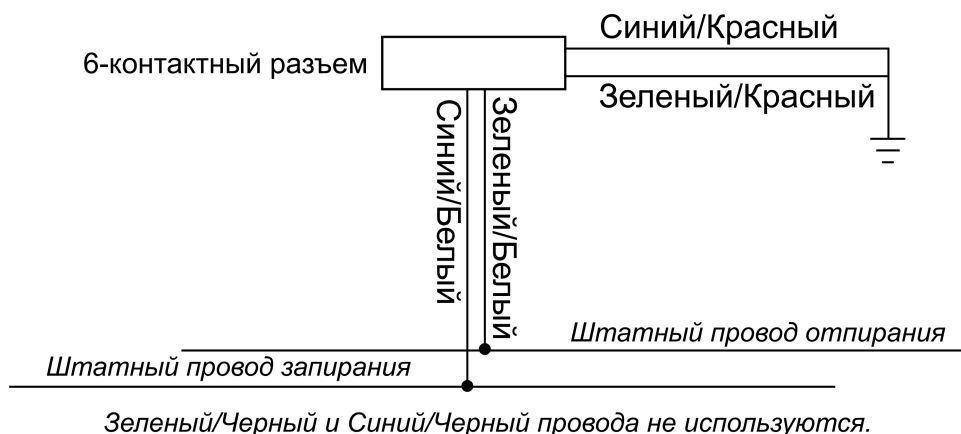 Синий/Красный
6-контактный разъем
Зеленый/Красный
Синий/Белый
Зеленый/Белый
Штатный провод отпирания
Штатный провод запирания
Зеленый/Черный и Синий/Черный провода не используются.